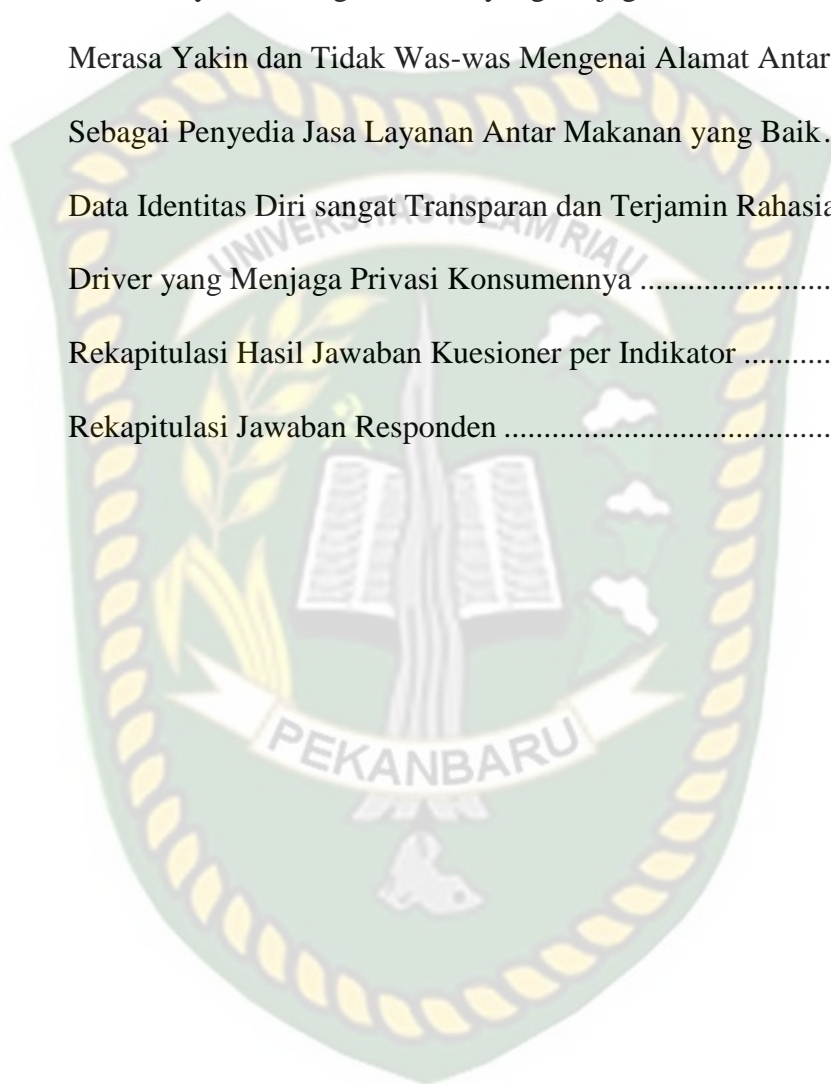 Merasa Yakin dan Tidak Was-was Mengenai Alamat Antar
Sebagai Penyedia Jasa Layanan Antar Makanan yang Baik.
Data Identitas Diri sangat Transparan dan Terjamin Rahasia
UNIVERSITAS ISLAM RIAU
Driver yang Menjaga Privasi Konsumennya ........................
Rekapitulasi Hasil Jawaban Kuesioner per Indikator ...........
Rekapitulasi Jawaban Responden .........................................
PEKANBARU